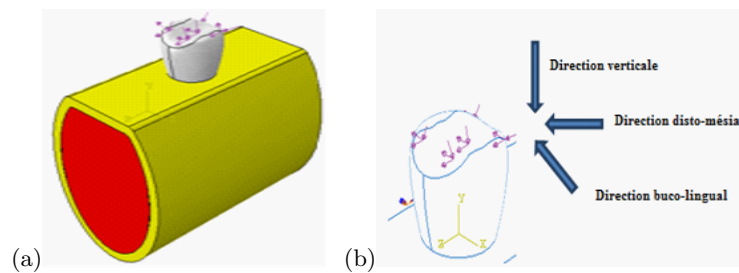 Direction verticale
Direction disto-mésia
Direction buco-lingual
Y
Z X
(a) (b)